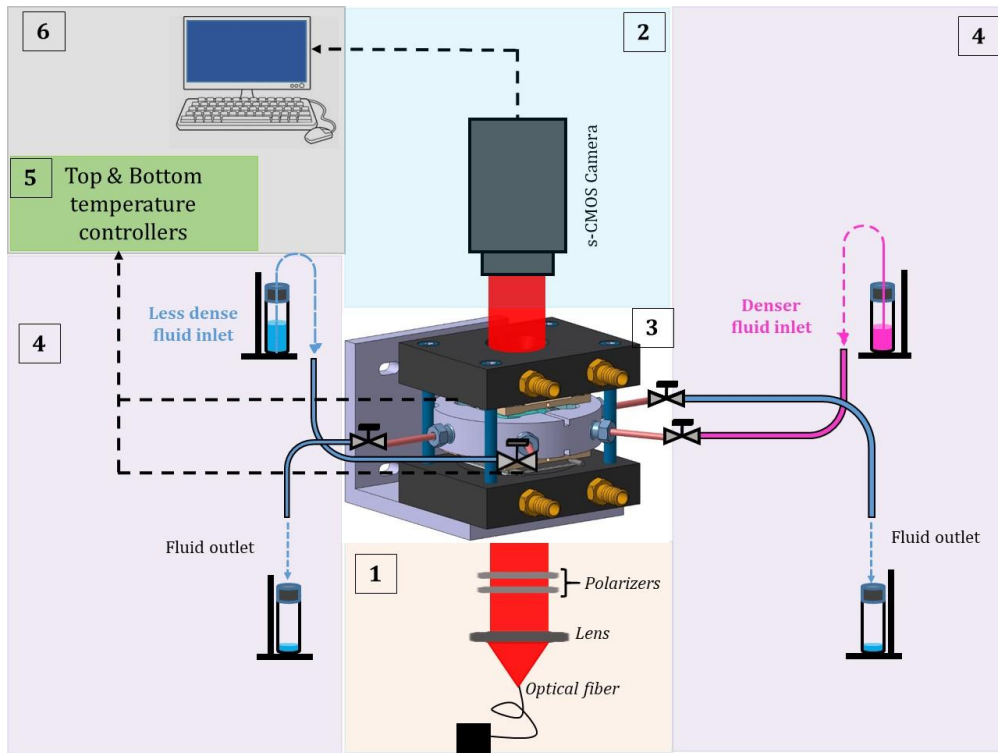 6
2
4
5
Top & Bottom
temperature
controllers
s-CMOS Camera
Less dense
fluid inlet
Denser
fluid inlet
4
3
Fluid outlet
Fluid outlet
1
Polarizers
Lens
Optical fiber